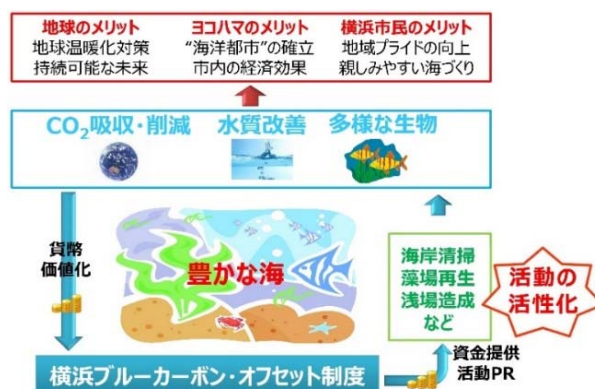 地球のメリット
地球温暖化対策
持続可能な未来
ヨコハマのメリット
“海洋都市”の確立
市内の経済効果
横浜市民のメリット
地域プライドの向上
親しみやすい海づくり
CO₂吸収・削減
水質改善
多様な生物
貨幣
価値化
豊かな海
海岸清掃
藻場再生
浅場造成
など
活動の
活性化
横浜ブルーカーボン・オフセット制度
資金提供
活動PR